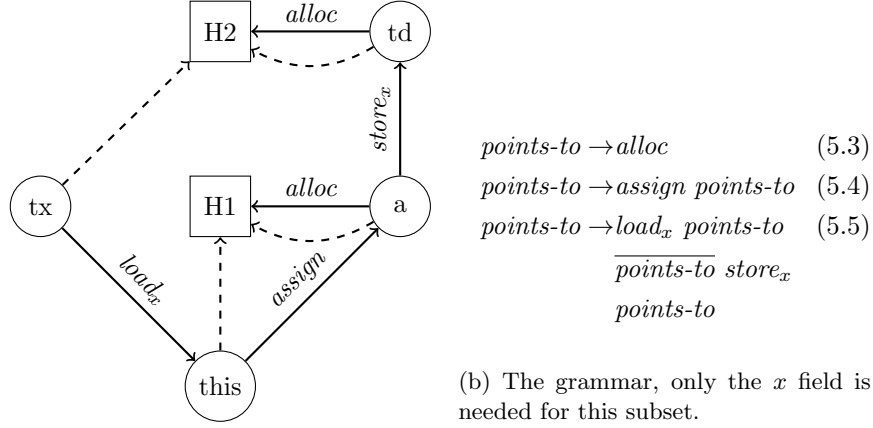 H2
alloc
td
store_x
tx
H1
alloc
a
load_x
assign
this
points-to →alloc (5.3)
points-to →assign points-to (5.4)
points-to →load_x points-to (5.5)
\overline{points-to} store_x
points-to
(b) The grammar, only the x field is
needed for this subset.